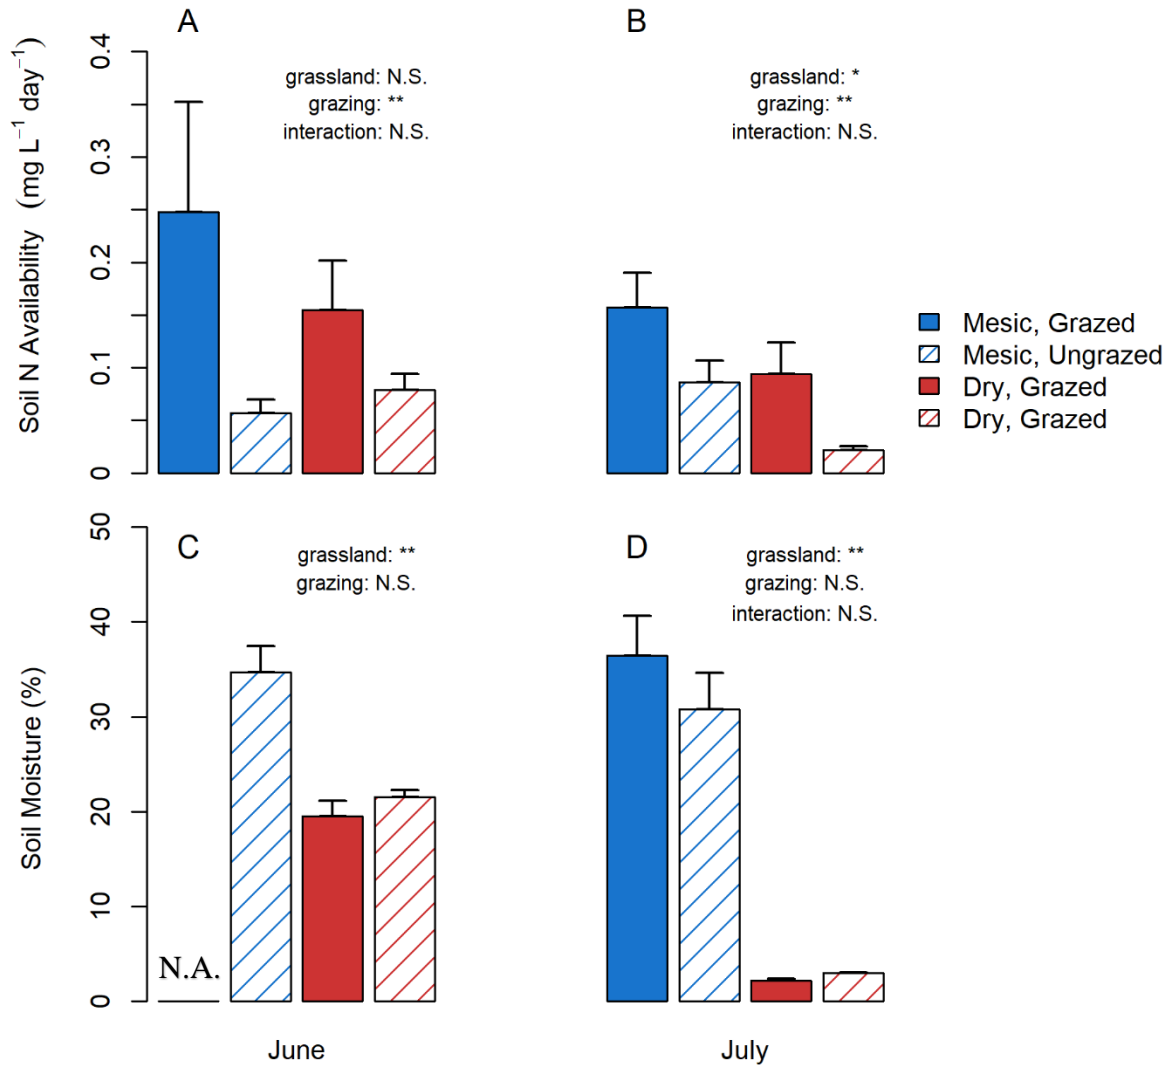 A
B
Soil N Availability (mg L⁻¹ day⁻¹)
0.4
0.3
0.2
0.1
0
grassland: N.S.
grazing: **
interaction: N.S.
grassland: *
grazing: **
interaction: N.S.
Mesic, Grazed
Mesic, Ungrazed
Dry, Grazed
Dry, Grazed
C
D
Soil Moisture (%)
50
40
30
20
10
0
grassland: **
grazing: N.S.
N.A.
grassland: **
grazing: N.S.
interaction: N.S.
June
July